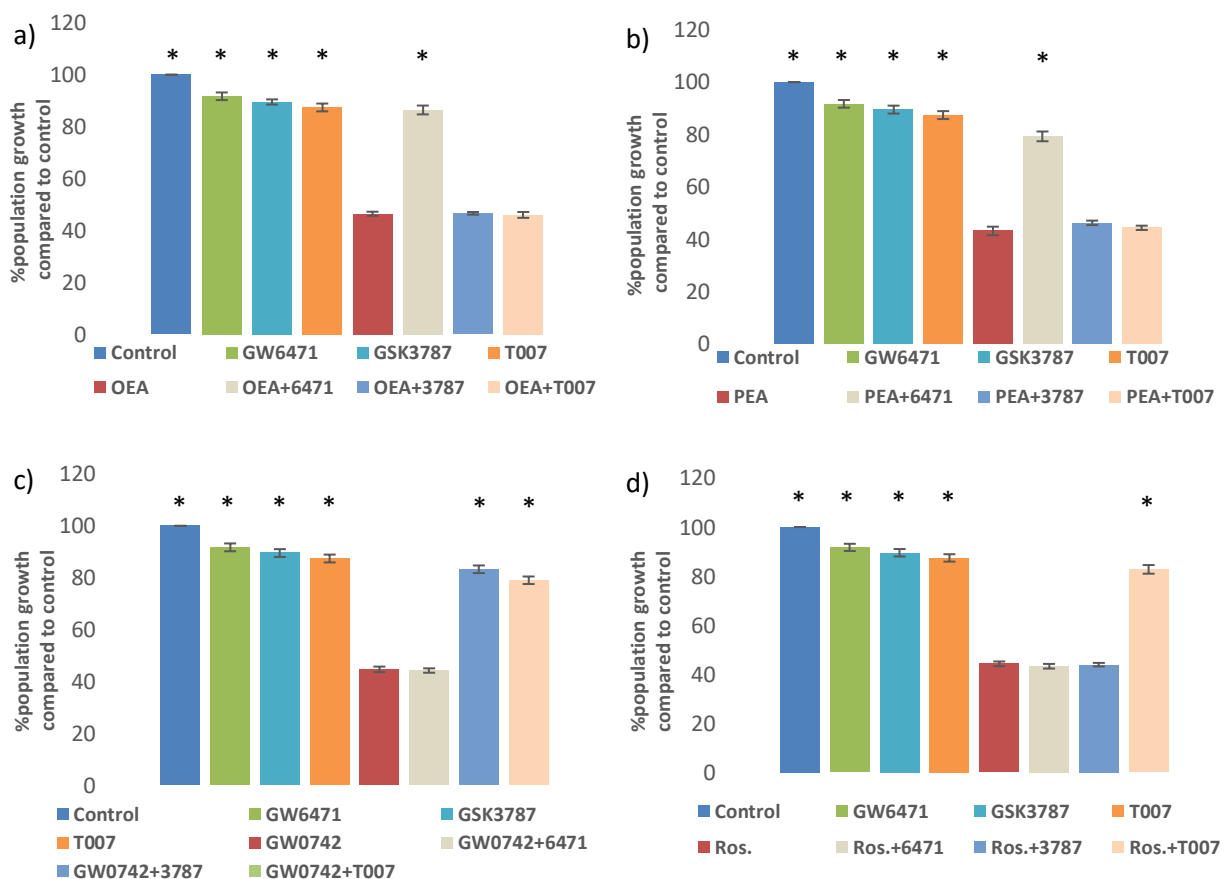 a)
120
100
80
60
40
20
0
%population growth
compared to control
* * * * *
Control GW6471 GSK3787 T007
OEA OEA+6471 OEA+3787 OEA+T007
b)
120
100
80
60
40
20
0
%population growth
compared to control
* * * * *
Control GW6471 GSK3787 T007
PEA PEA+6471 PEA+3787 PEA+T007
c)
120
100
80
60
40
20
0
%population growth
compared to control
* * * * * *
Control GW6471 GSK3787
T007 GW0742 GW0742+6471
GW0742+3787 GW0742+T007
d)
120
100
80
60
40
20
0
%population growth
compared to control
* * * * *
Control GW6471 GSK3787 T007
Ros. Ros.+6471 Ros.+3787 Ros.+T007